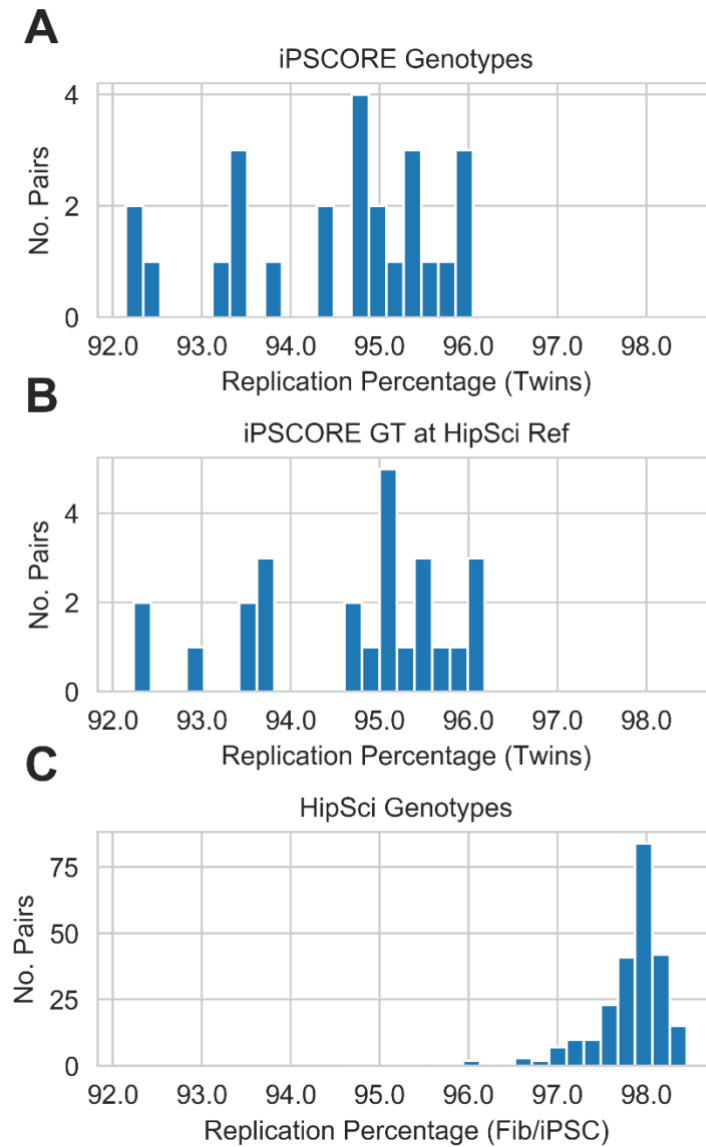 A
iPSCORE Genotypes
4
2
0
No. Pairs
92.0 93.0 94.0 95.0 96.0 97.0 98.0
Replication Percentage (Twins)
B
iPSCORE GT at HipSci Ref
4
2
0
No. Pairs
92.0 93.0 94.0 95.0 96.0 97.0 98.0
Replication Percentage (Twins)
C
HipSci Genotypes
75
50
25
0
No. Pairs
92.0 93.0 94.0 95.0 96.0 97.0 98.0
Replication Percentage (Fib/iPSC)